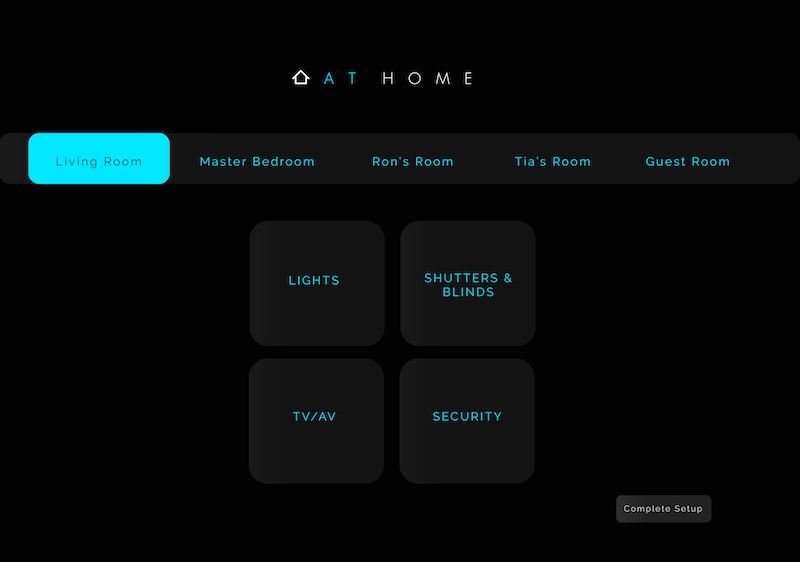 AT HOME
Living Room Master Bedroom Ron's Room Tia's Room Guest Room
LIGHTS
SHUTTERS &
BLINDS
TV/AV
SECURITY
Complete Setup